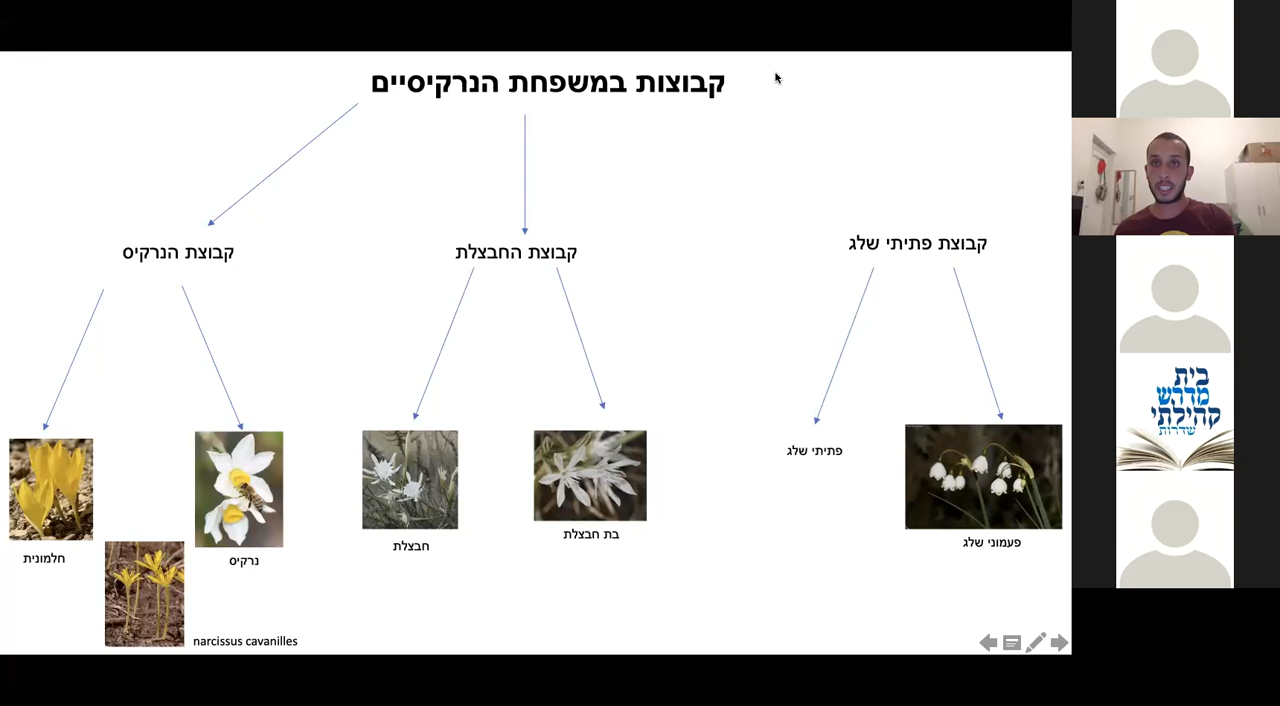 קבוצות במשפחת הנרקיסיים
קבוצת פתיתי שלג
קבוצת החבצלת
קבוצת הנרקיס
פתיתי שלג
פעמוני שלג
בת חבצלת
חבצלת
נרקיס
חלמונית
narcissus cavanilles
בית
מדרש
קהילתי
שדרות